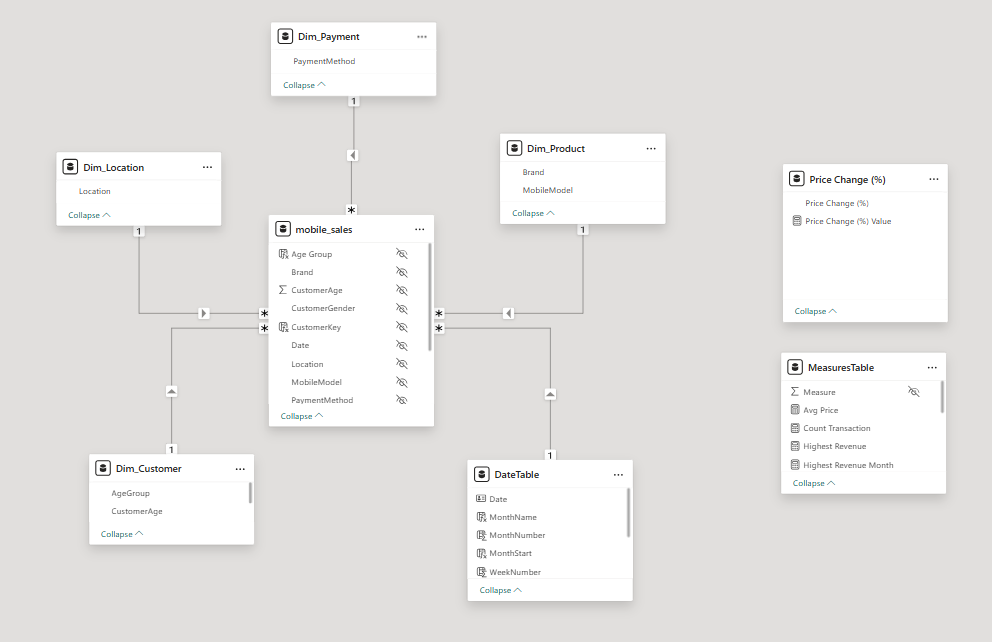 Dim_Payment
PaymentMethod
Collapse
1
*
Dim_Location
Location
Collapse
1
*
Dim_Product
Brand
MobileModel
Collapse
1
*
mobile_sales
Age Group
Brand
CustomerAge
CustomerGender
CustomerKey
Date
Location
MobileModel
PaymentMethod
Collapse
Price Change (%)
Price Change (%)
Price Change (%) Value
Collapse
MeasuresTable
Measure
Avg Price
Count Transaction
Highest Revenue
Highest Revenue Month
Collapse
*
1
Dim_Customer
AgeGroup
CustomerAge
Collapse
*
1
DateTable
Date
MonthName
MonthNumber
MonthStart
WeekNumber
Collapse